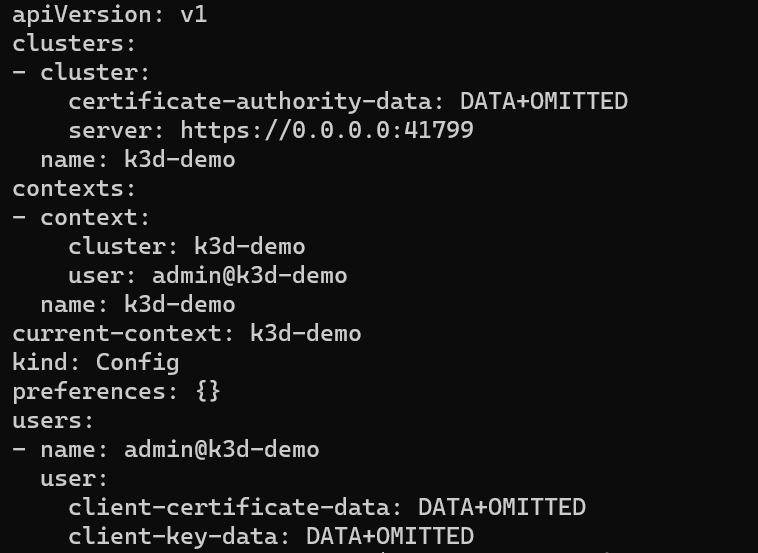 apiVersion: v1
clusters:
- cluster:
    certificate-authority-data: DATA+OMITTED
    server: https://0.0.0.0:41799
  name: k3d-demo
contexts:
- context:
    cluster: k3d-demo
    user: admin@k3d-demo
  name: k3d-demo
current-context: k3d-demo
kind: Config
preferences: {}
users:
- name: admin@k3d-demo
  user:
    client-certificate-data: DATA+OMITTED
    client-key-data: DATA+OMITTED